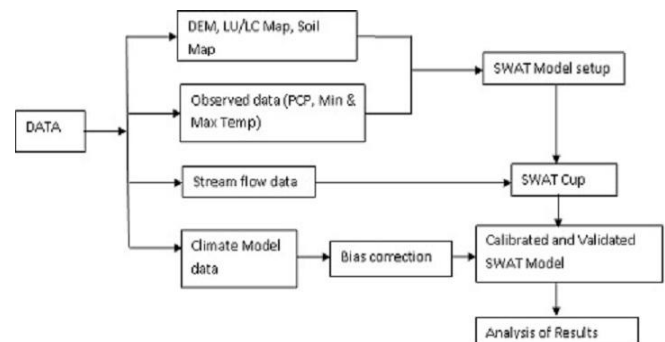 DEM, LU/LC Map, Soil
Map
SWAT Model setup
Observed data (PCP, Min &
Max Temp)
DATA
Stream flow data
SWAT Cup
Climate Model
data
Bias correction
Calibrated and Validated
SWAT Model
Analysis of Results